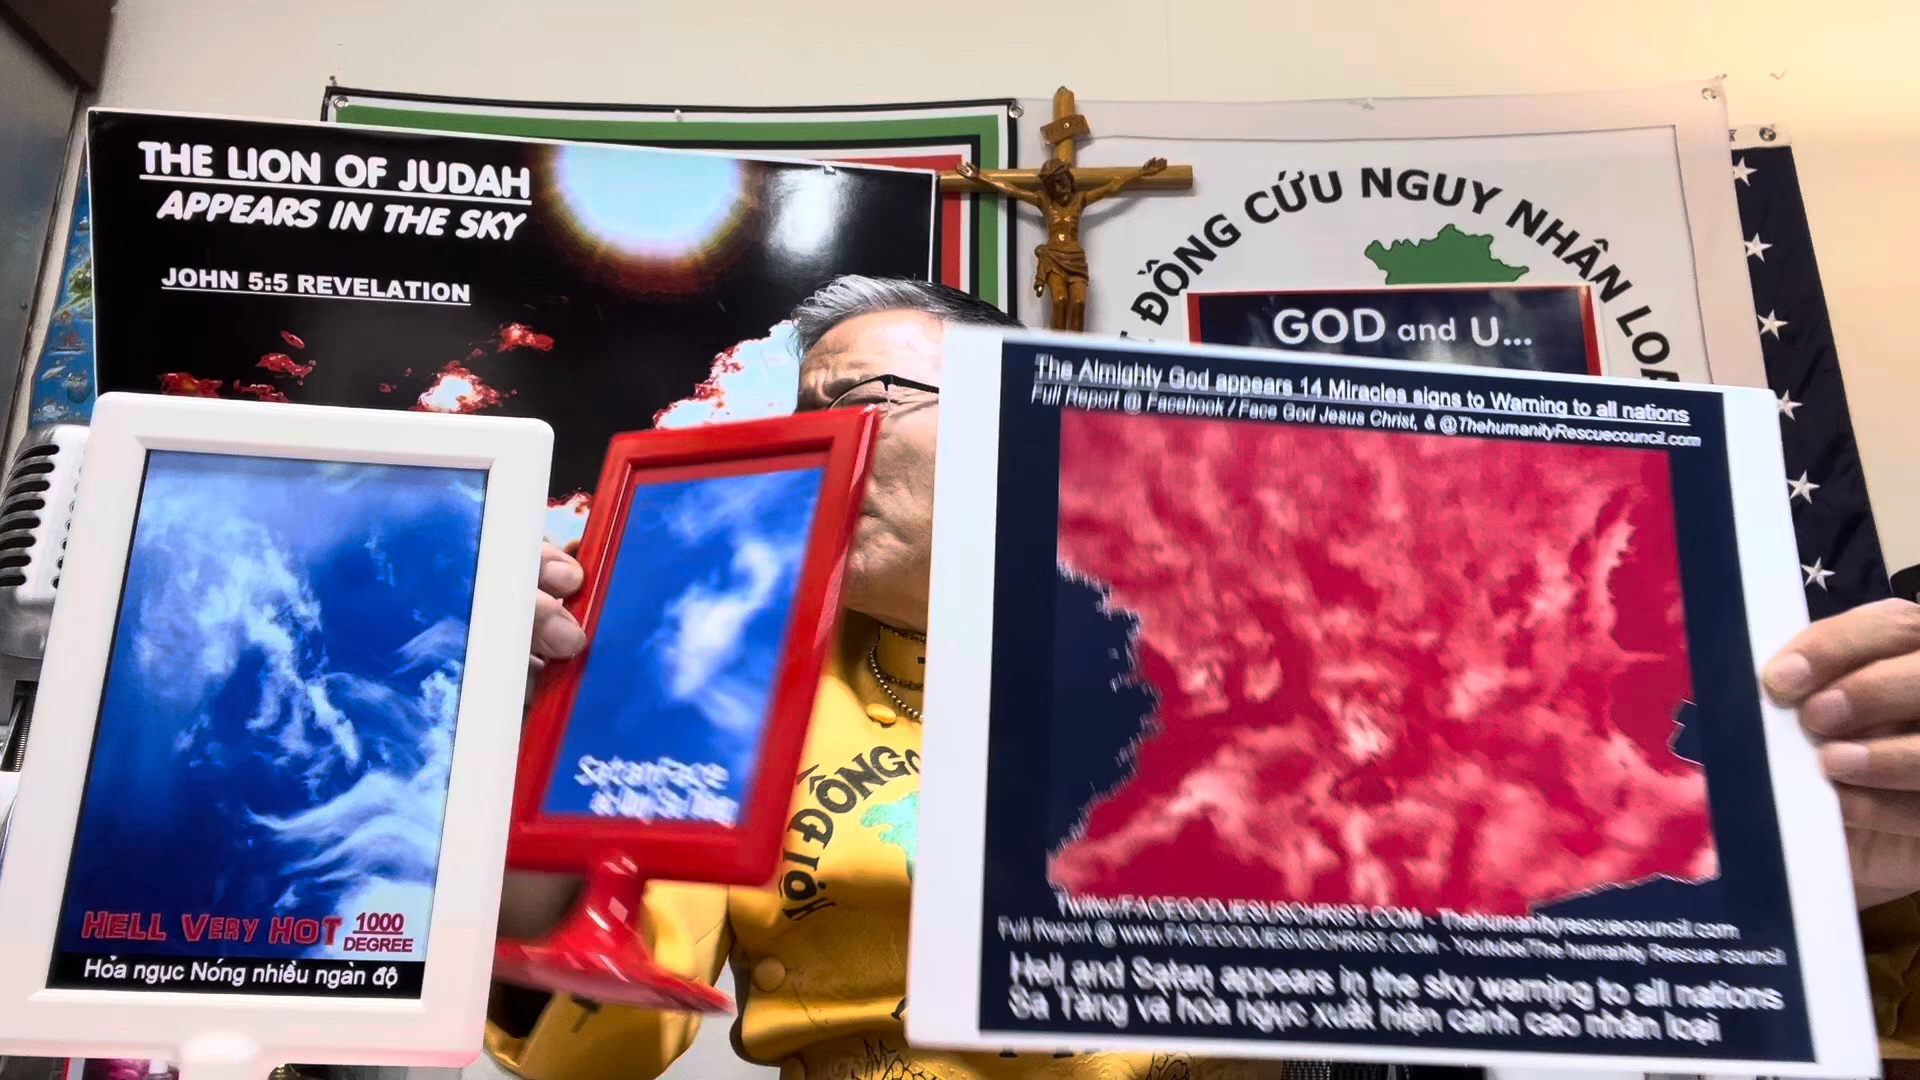 THE LION OF JUDAH
APPEARS IN THE SKY
JOHN 5:5 REVELATION
ĐỒNG CỨU NGUY NHÂN LOẠ
GOD and U...
The Almighty God appears 14 Miracles signs to Warning to all nations
Full Report @ Facebook / Face God Jesus Christ, & @ThehumanityRescuecouncil.com
HELL VERY HOT 1000 DEGREE
Hỏa ngục Nóng nhiều ngàn độ
SatanFace
HỘI ĐỒNG
Twitter/FACEGODJESUSCHRIST.COM - Thehumanityrescuecouncil.com
Full Report @ www.FACEGODJESUSCHRIST.COM - Youtube/The humanity Rescue council
Hell and Satan appears in the sky warning to all nations
Sa Tăng và hỏa ngục xuất hiện cảnh cáo nhân loại